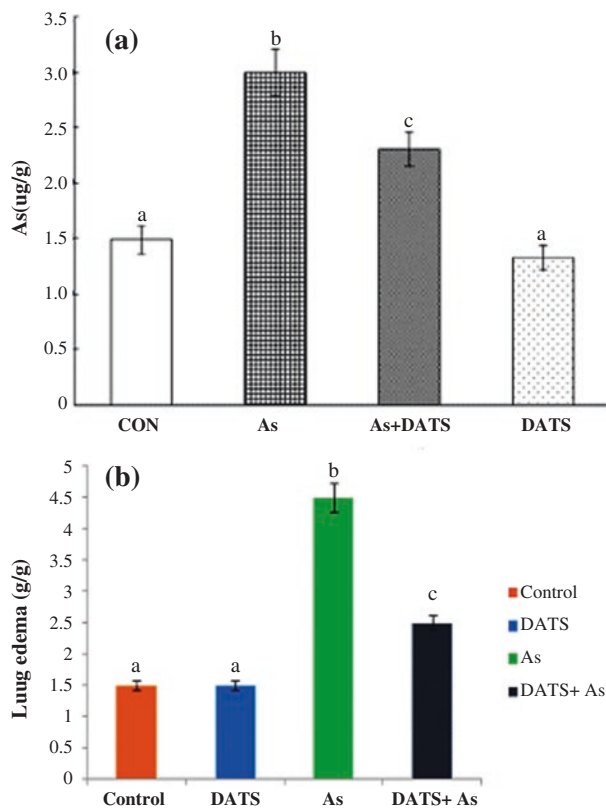 (a)
As(ug/g)
3.5
3.0
2.5
2.0
1.5
1.0
0.5
0
a
b
c
a
CON As As+DATS DATS
(b)
Luug edema (g/g)
5
4.5
4
3.5
3
2.5
2
1.5
1
0.5
0
a
a
b
c
Control DATS As DATS+ As
Control
DATS
As
DATS+ As